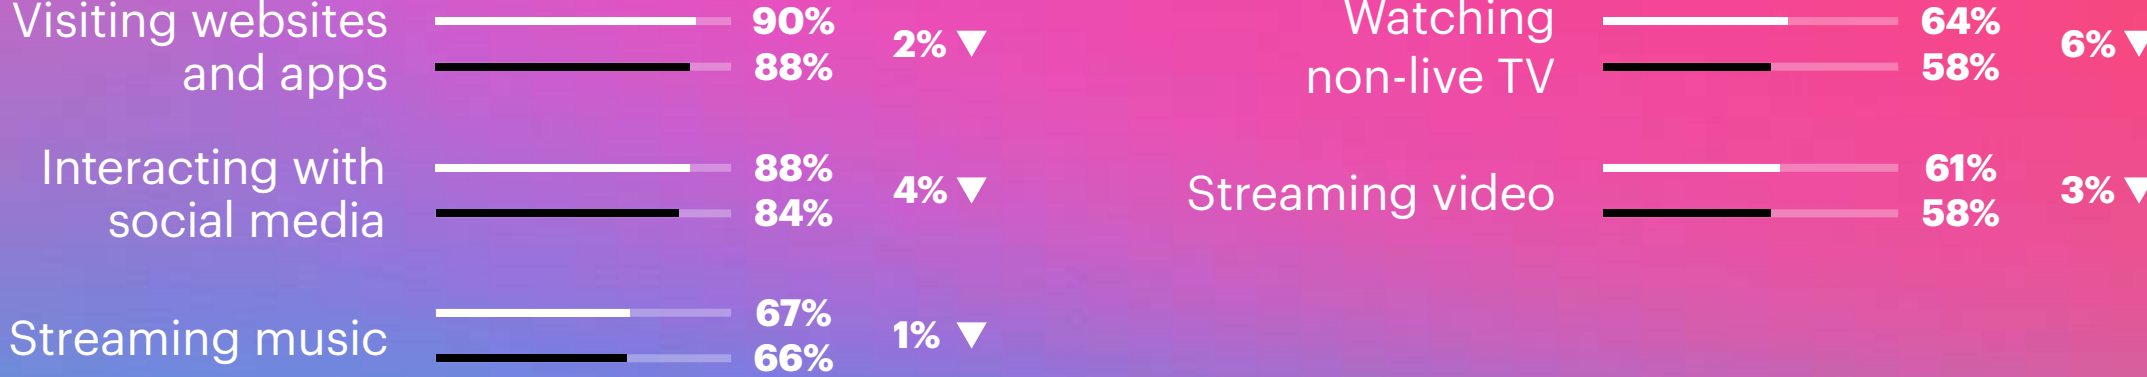 Visiting websites
and apps
90%
88%
2% ▼
Interacting with
social media
88%
84%
4% ▼
Streaming music
67%
66%
1% ▼
Watching
non-live TV
64%
58%
6% ▼
Streaming video
61%
58%
3% ▼